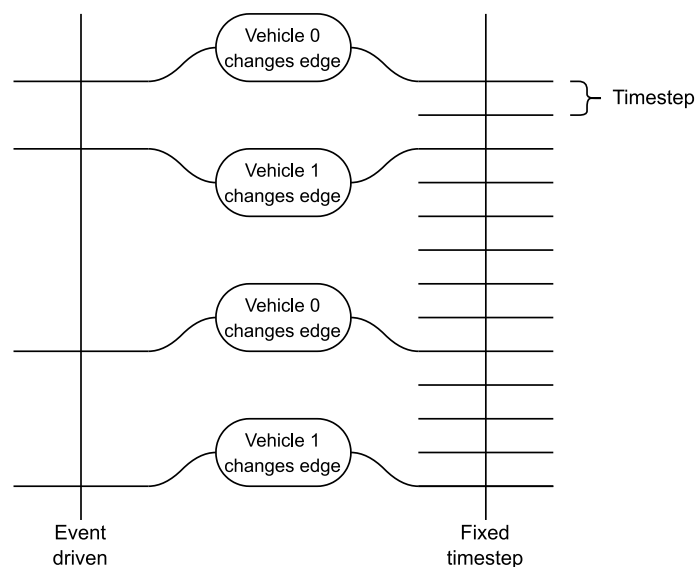 Vehicle 0
changes edge
Timestep
Vehicle 1
changes edge
Vehicle 0
changes edge
Vehicle 1
changes edge
Event
driven
Fixed
timestep